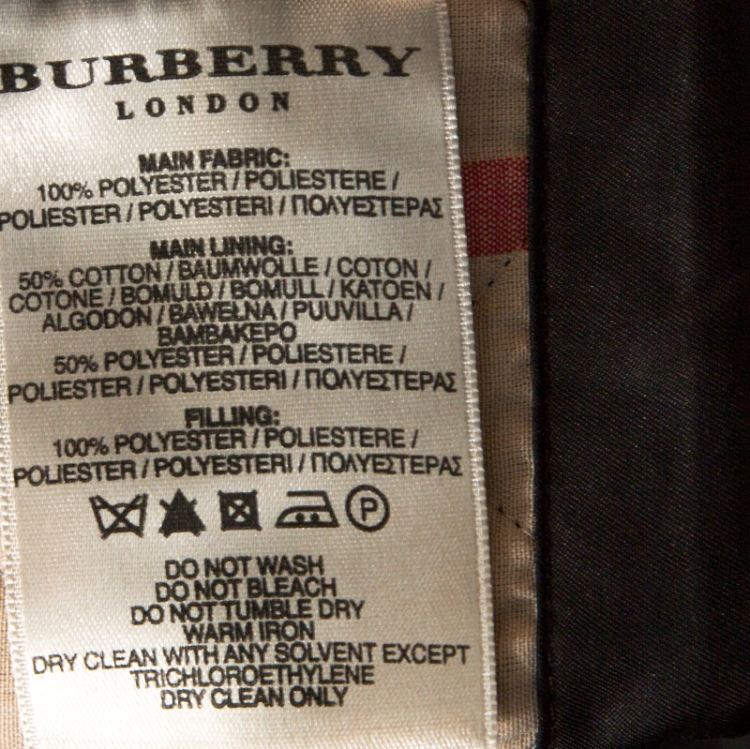 BURBERRY
LONDON
MAIN FABRIC:
100% POLYESTER / POLIESTERE /
POLIESTER / POLYESTERI / ΠΟΛΥΕΣΤΕΡΑΣ
MAIN LINING:
50% COTTON / BAUMWOLLE / COTON /
COTONE / BOMULD / BOMULL / KATOEN /
ALGODON / BAWEŁNA / PUUVILLA /
BAMBAKEPO
50% POLYESTER / POLIESTERE /
POLIESTER / POLYESTERI / ΠΟΛΥΕΣΤΕΡΑΣ
FILLING:
100% POLYESTER / POLIESTERE /
POLIESTER / POLYESTERI / ΠΟΛΥΕΣΤΕΡΑΣ
P
DO NOT WASH
DO NOT BLEACH
DO NOT TUMBLE DRY
WARM IRON
DRY CLEAN WITH ANY SOLVENT EXCEPT
TRICHLOROETHYLENE
DRY CLEAN ONLY